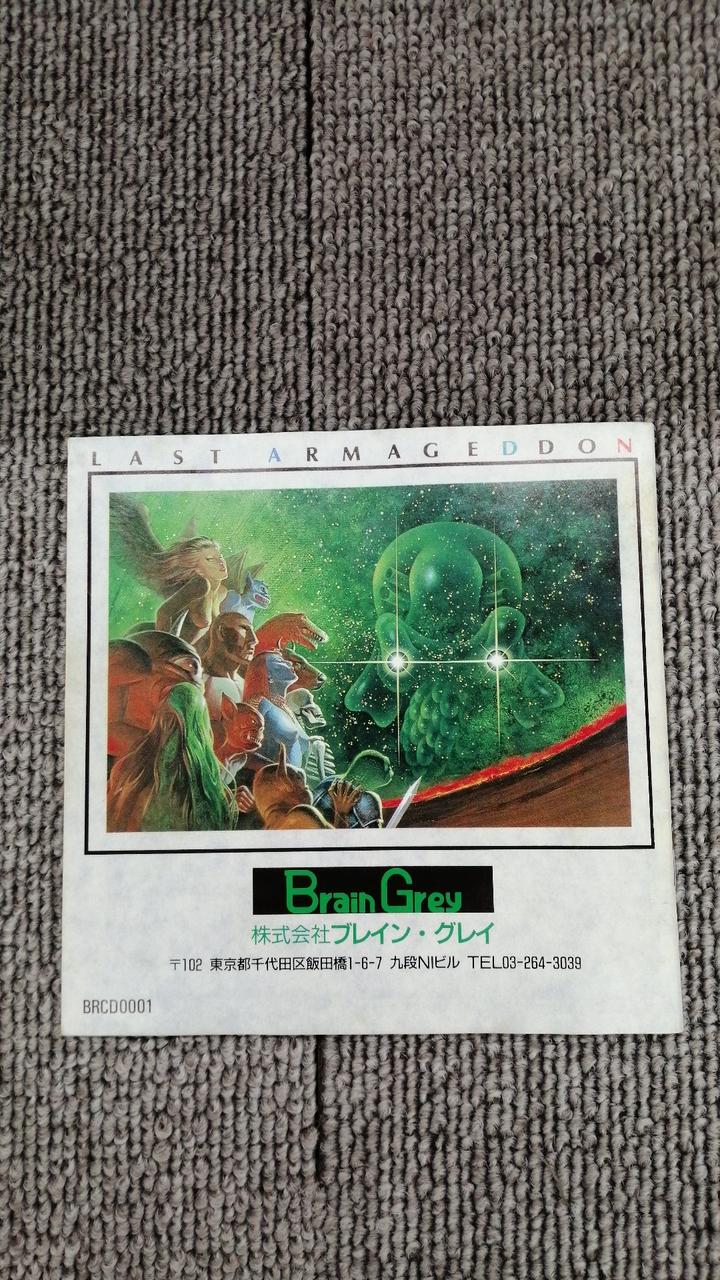 LAST ARMAGEDDON
Brain Grey
株式会社ブレイン・グレイ
〒102 東京都千代田区飯田橋1-6-7 九段NIビル TEL03-264-3039
BRCD0001